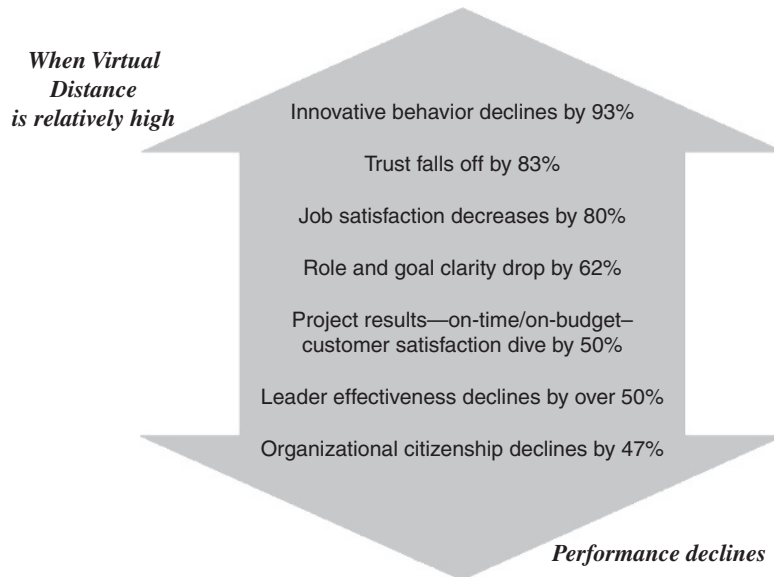 When Virtual
Distance
is relatively high
Innovative behavior declines by 93%
Trust falls off by 83%
Job satisfaction decreases by 80%
Role and goal clarity drop by 62%
Project results—on-time/on-budget–
customer satisfaction dive by 50%
Leader effectiveness declines by over 50%
Organizational citizenship declines by 47%
Performance declines